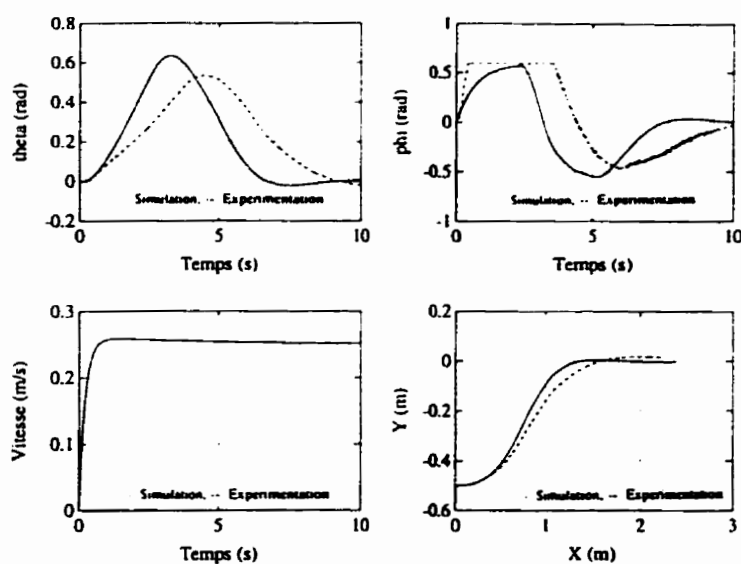 0.8
0.6
0.4
0.2
0
-0.2
theta (rad)
Simulation, -- Experimentation
0 5 10
Temps (s)
1
0.5
0
-0.5
-1
phi (rad)
Simulation, -- Experimentation
0 5 10
Temps (s)
0.3
0.2
0.1
0
Vitesse (m/s)
Simulation, -- Experimentation
0 5 10
Temps (s)
0.2
0
-0.2
-0.4
-0.6
Y (m)
Simulation, -- Experimentation
0 1 2 3
X (m)